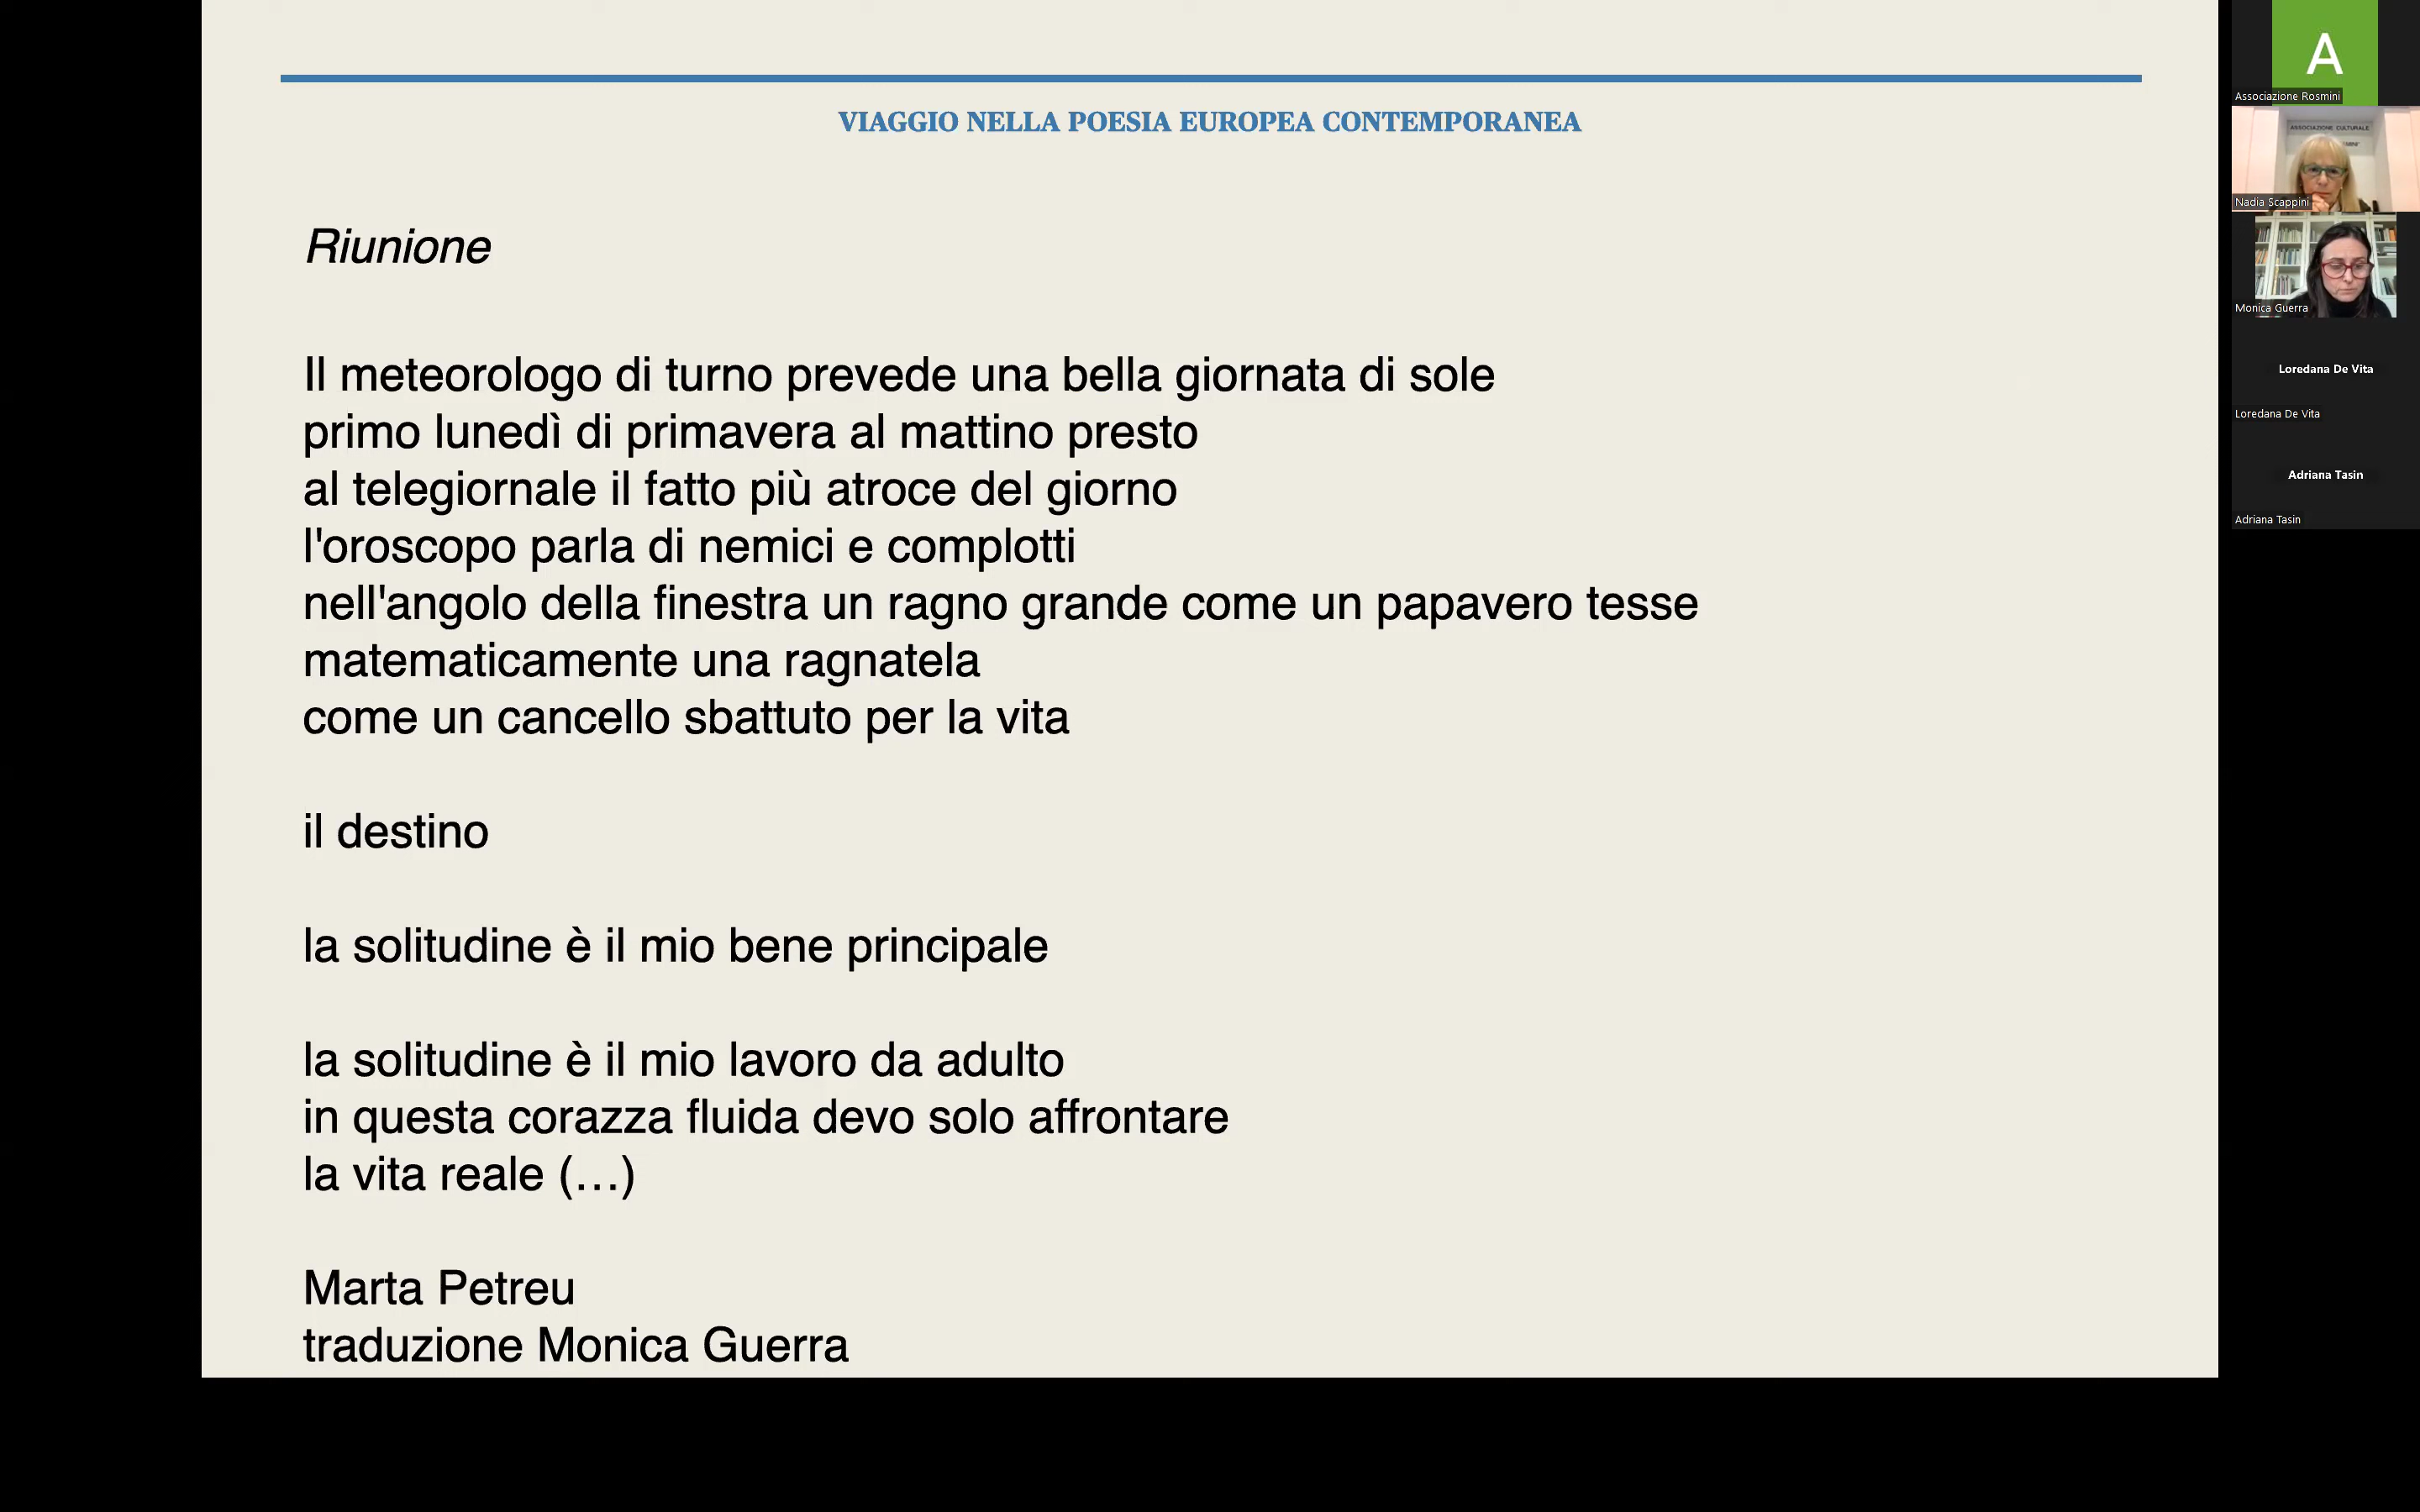 VIAGGIO NELLA POESIA EUROPEA CONTEMPORANEA
Riunione
Il meteorologo di turno prevede una bella giornata di sole
primo lunedì di primavera al mattino presto
al telegiornale il fatto più atroce del giorno
l'oroscopo parla di nemici e complotti
nell'angolo della finestra un ragno grande come un papavero tesse
matematicamente una ragnatela
come un cancello sbattuto per la vita
il destino
la solitudine è il mio bene principale
la solitudine è il mio lavoro da adulto
in questa corazza fluida devo solo affrontare
la vita reale (…)
Marta Petreu
traduzione Monica Guerra
A
Associazione Rosmini
ASSOCIAZIONE CULTURALE
Nadia Scappini
Monica Guerra
Loredana De Vita
Loredana De Vita
Adriana Tasin
Adriana Tasin